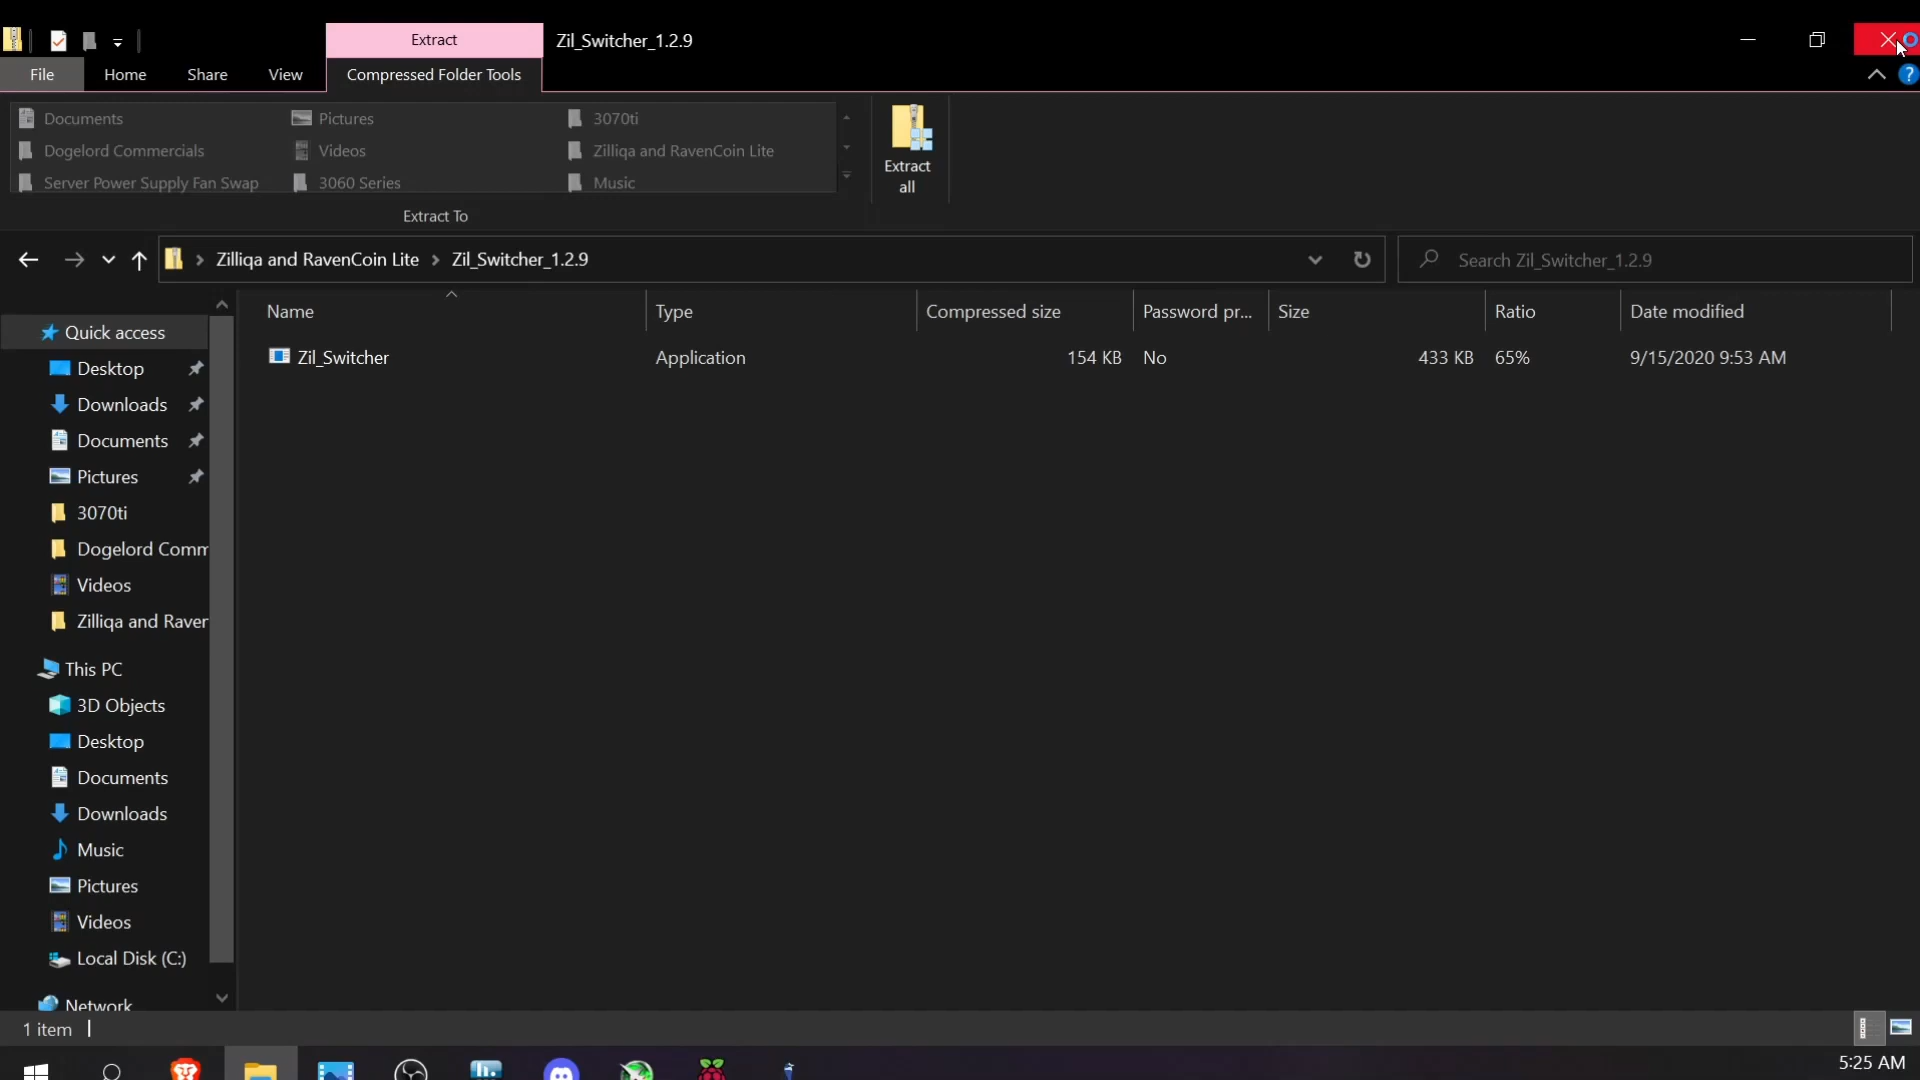 Extract
Zil_Switcher_1.2.9
File
Home
Share
View
Compressed Folder Tools
Documents
Pictures
3070ti
Dogelord Commercials
Videos
Zilliqa and RavenCoin Lite
Server Power Supply Fan Swap
3060 Series
Music
Extract all
Extract To
Zilliqa and RavenCoin Lite > Zil_Switcher_1.2.9
Search Zil_Switcher_1.2.9
Name
Type
Compressed size
Password pr...
Size
Ratio
Date modified
Zil_Switcher
Application
154 KB
No
433 KB
65%
9/15/2020 9:53 AM
Quick access
Desktop
Downloads
Documents
Pictures
3070ti
Dogelord Comm
Videos
Zilliqa and Raver
This PC
3D Objects
Desktop
Documents
Downloads
Music
Pictures
Videos
Local Disk (C:)
Network
1 item
h.
5:25 AM